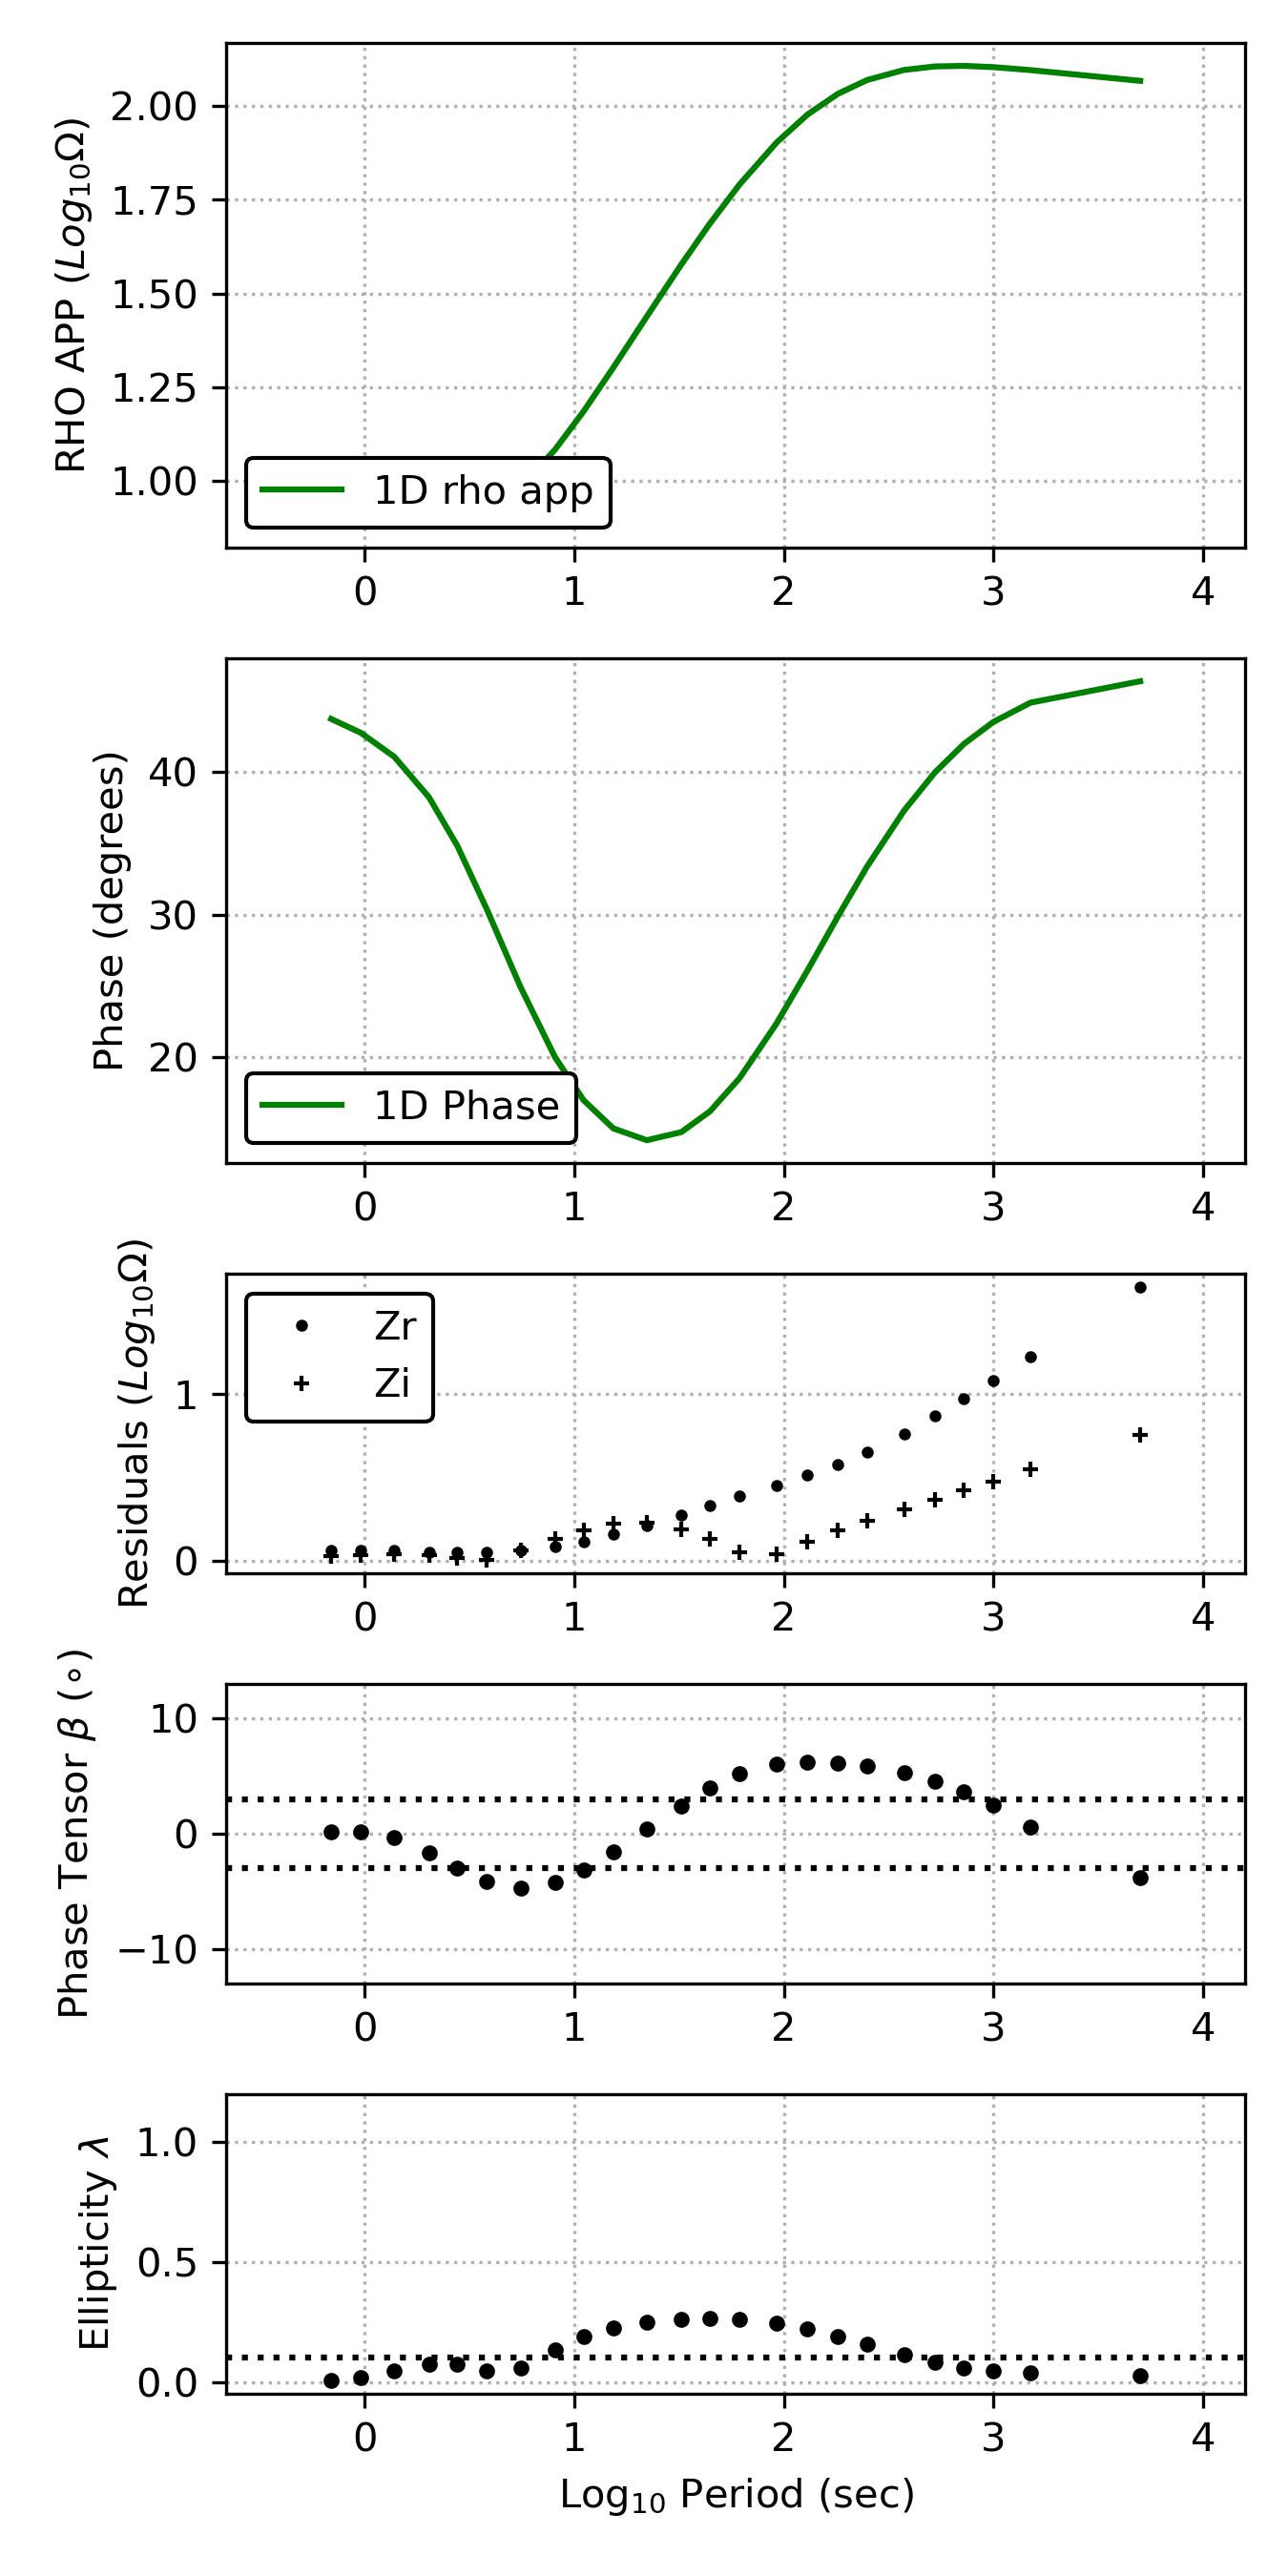 RHO APP (Log₁₀Ω)
2.00
1.75
1.50
1.25
1.00
1D rho app
0 1 2 3 4
Phase (degrees)
40
30
20
1D Phase
0 1 2 3 4
Residuals (Log₁₀Ω)
Zr
Zi
1
0
0 1 2 3 4
Phase Tensor β (∘)
10
0
−10
0 1 2 3 4
Ellipticity λ
1.0
0.5
0.0
0 1 2 3 4
Log₁₀ Period (sec)